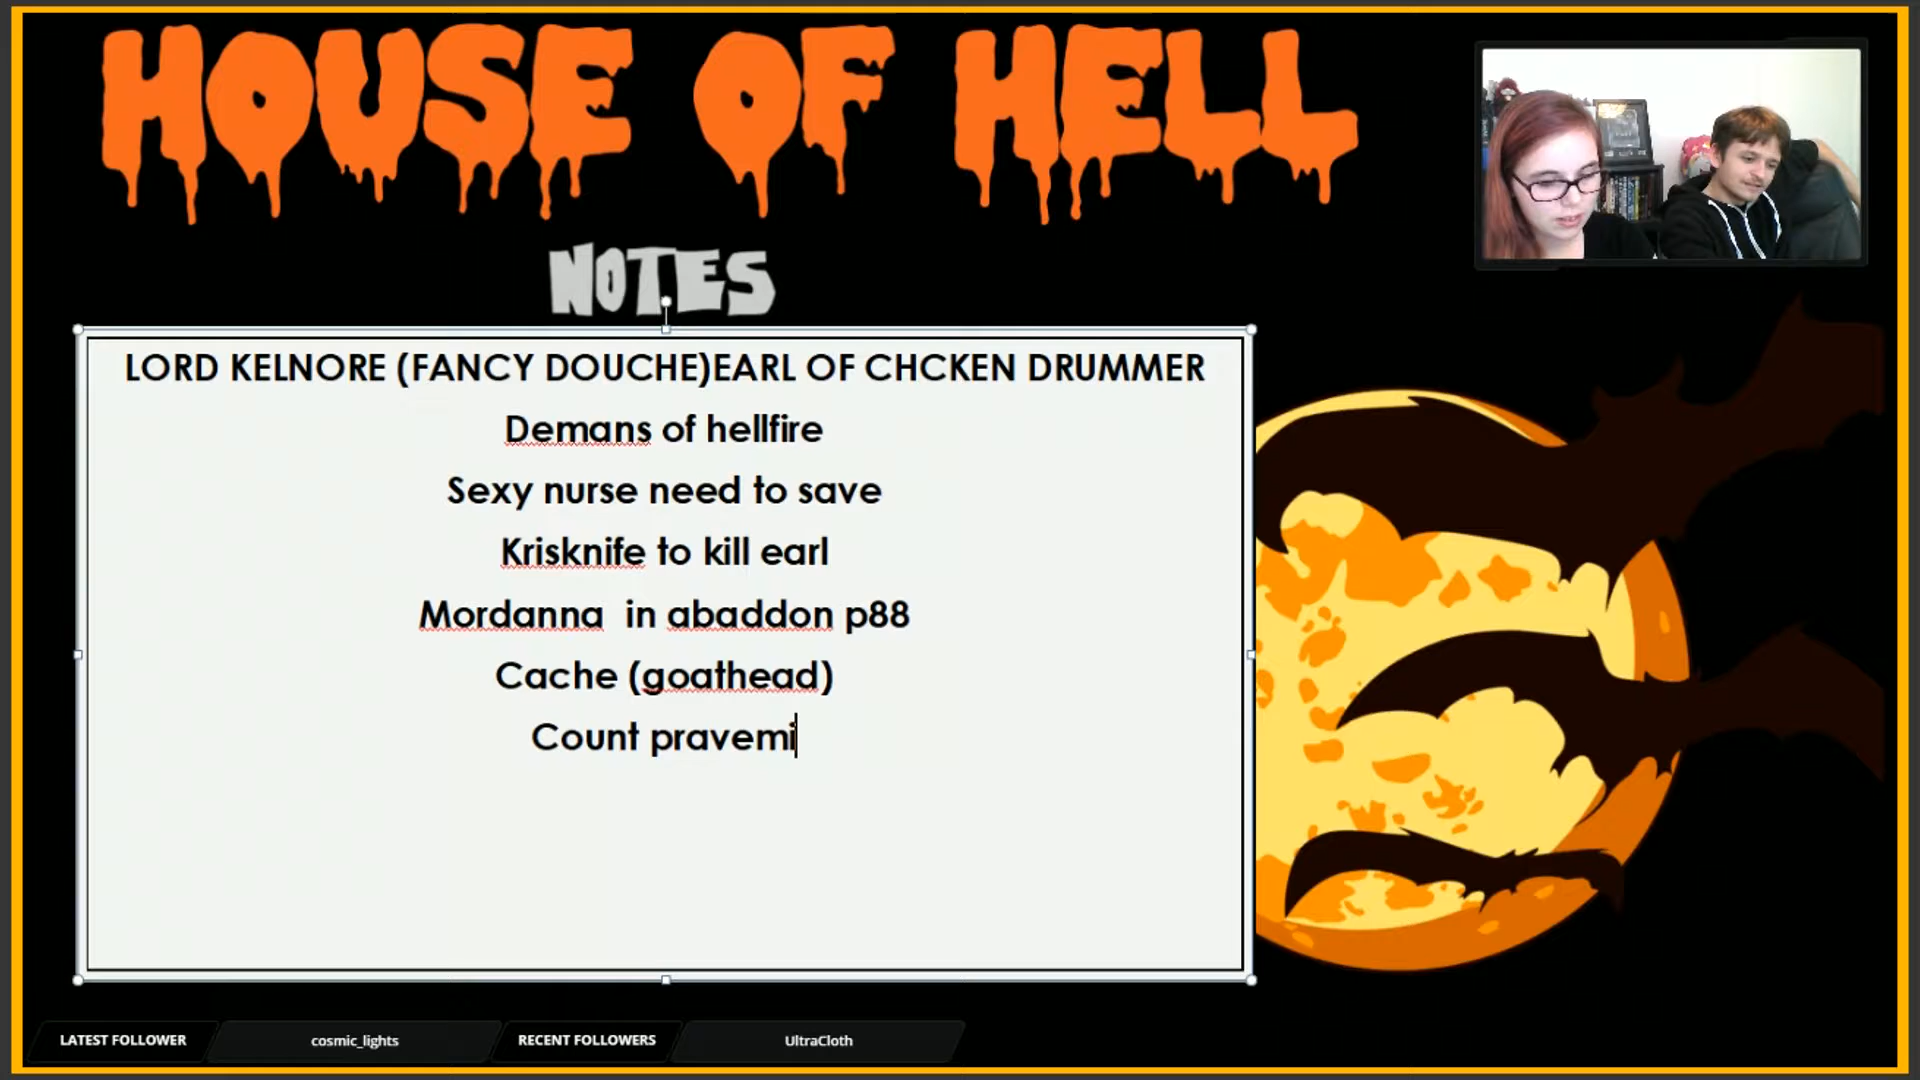 HOUSE OF HELL
NOTES
LORD KELNORE (FANCY DOUCHE)EARL OF CHCKEN DRUMMER
Demans of hellfire
Sexy nurse need to save
Krisknife to kill earl
Mordanna  in abaddon p88
Cache (goathead)
Count pravemi
LATEST FOLLOWER
cosmic_lights
RECENT FOLLOWERS
UltraCloth